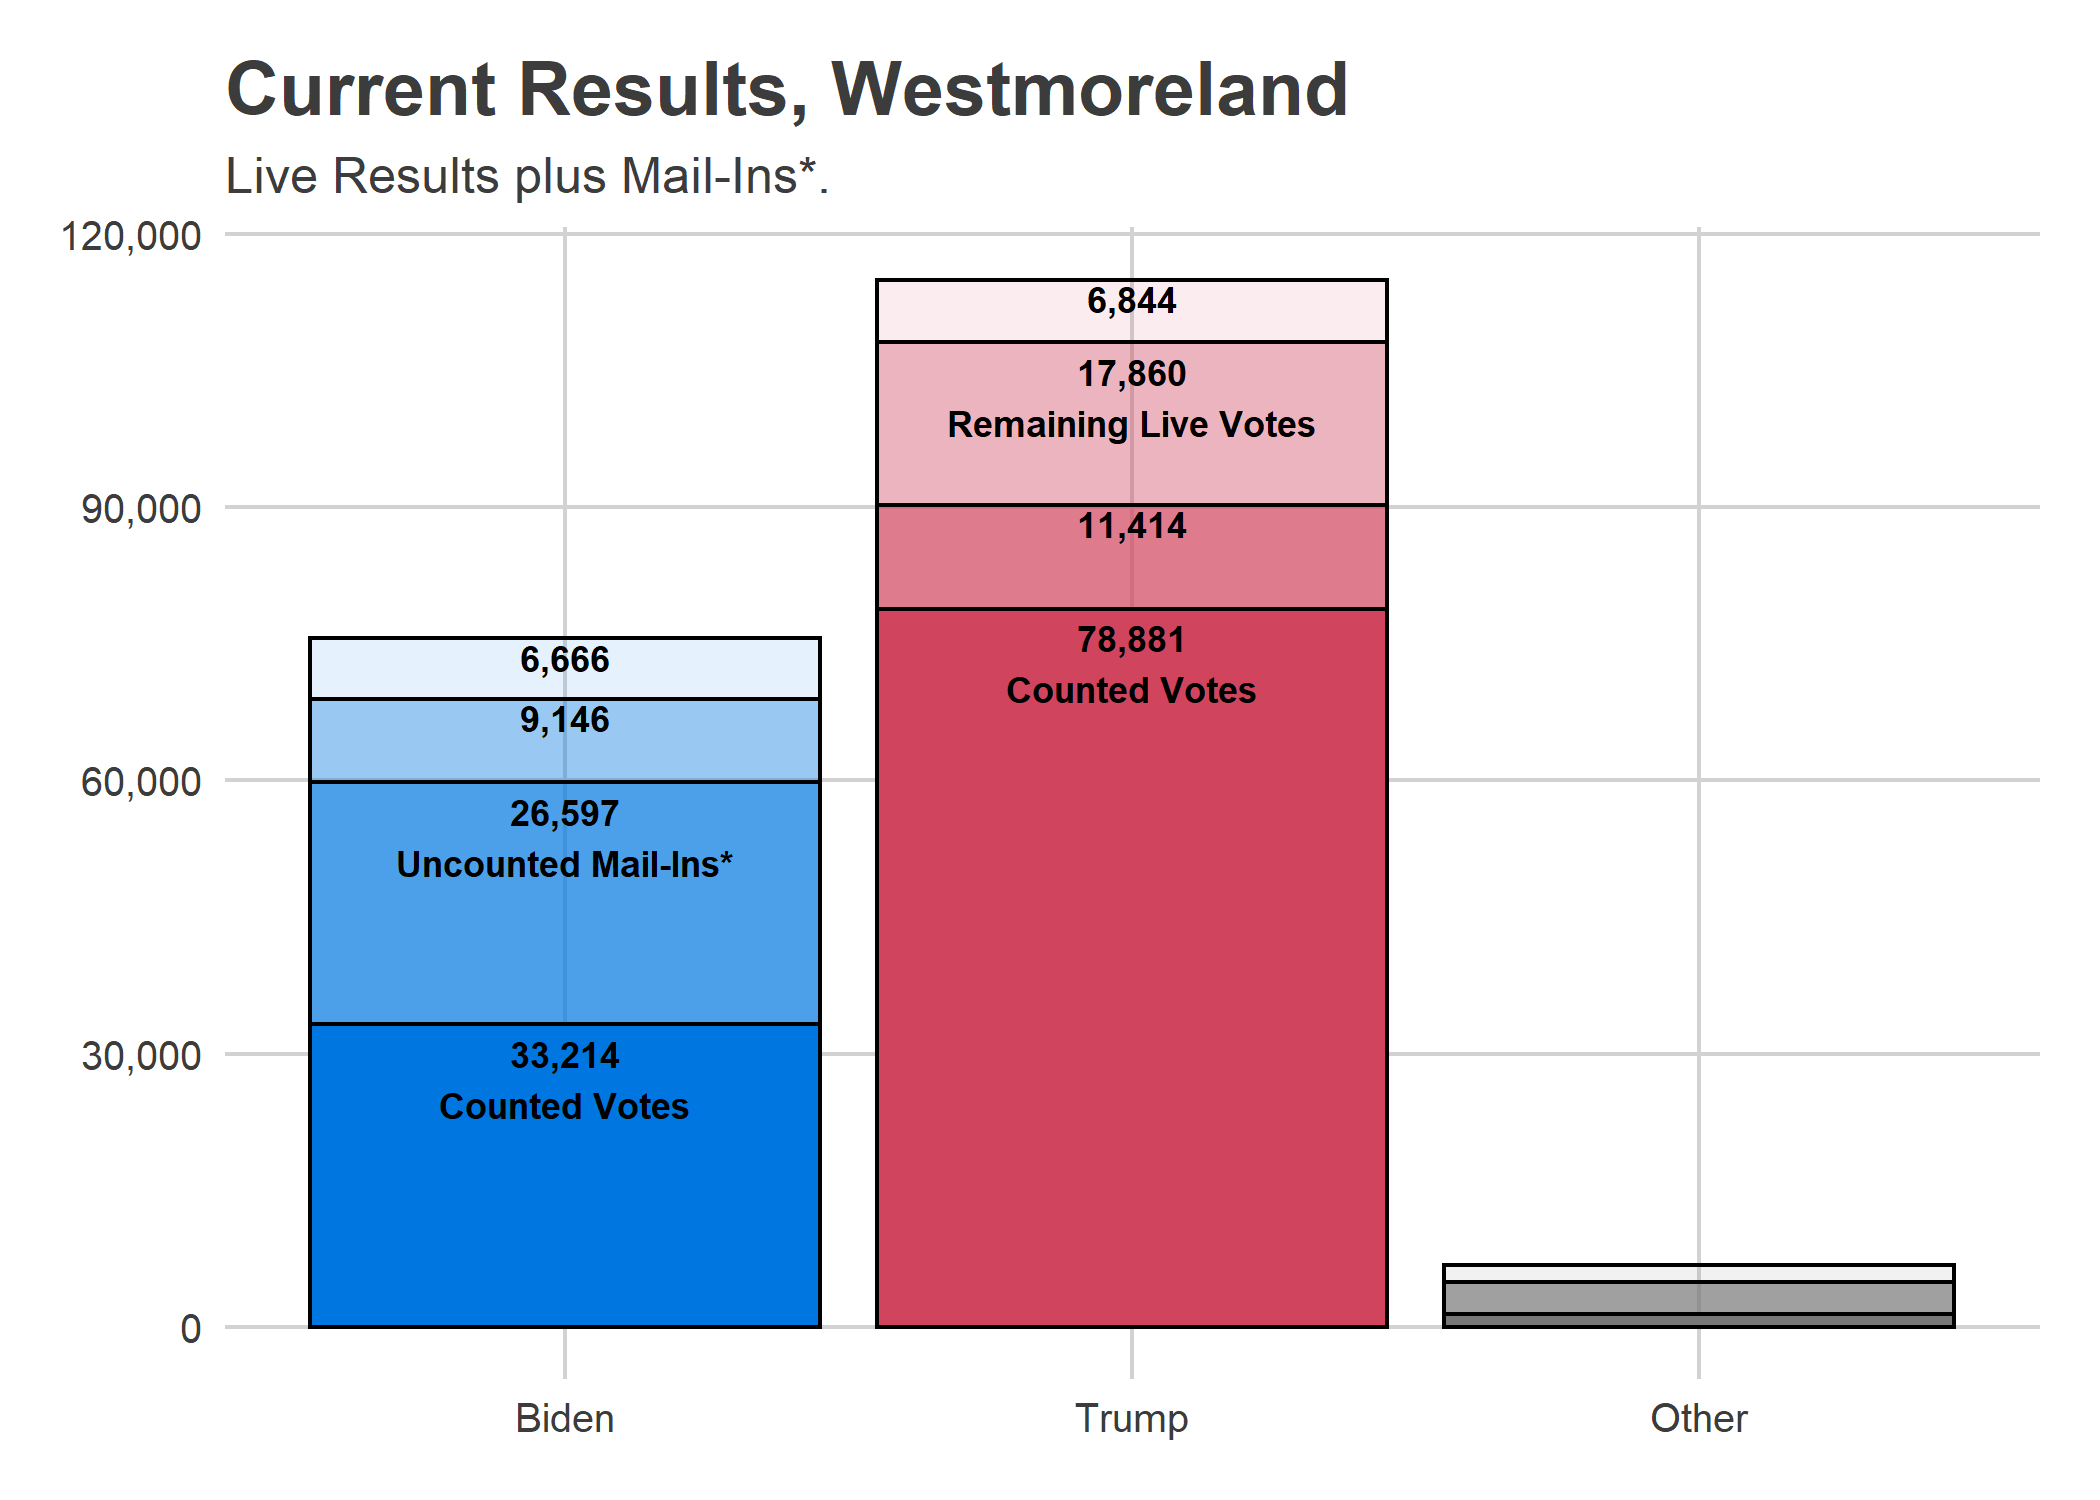 Current Results, Westmoreland
Live Results plus Mail-Ins*.
120,000
90,000
60,000
30,000
0
6,666
9,146
26,597
Uncounted Mail-Ins*
33,214
Counted Votes
6,844
17,860
Remaining Live Votes
11,414
78,881
Counted Votes
Biden
Trump
Other